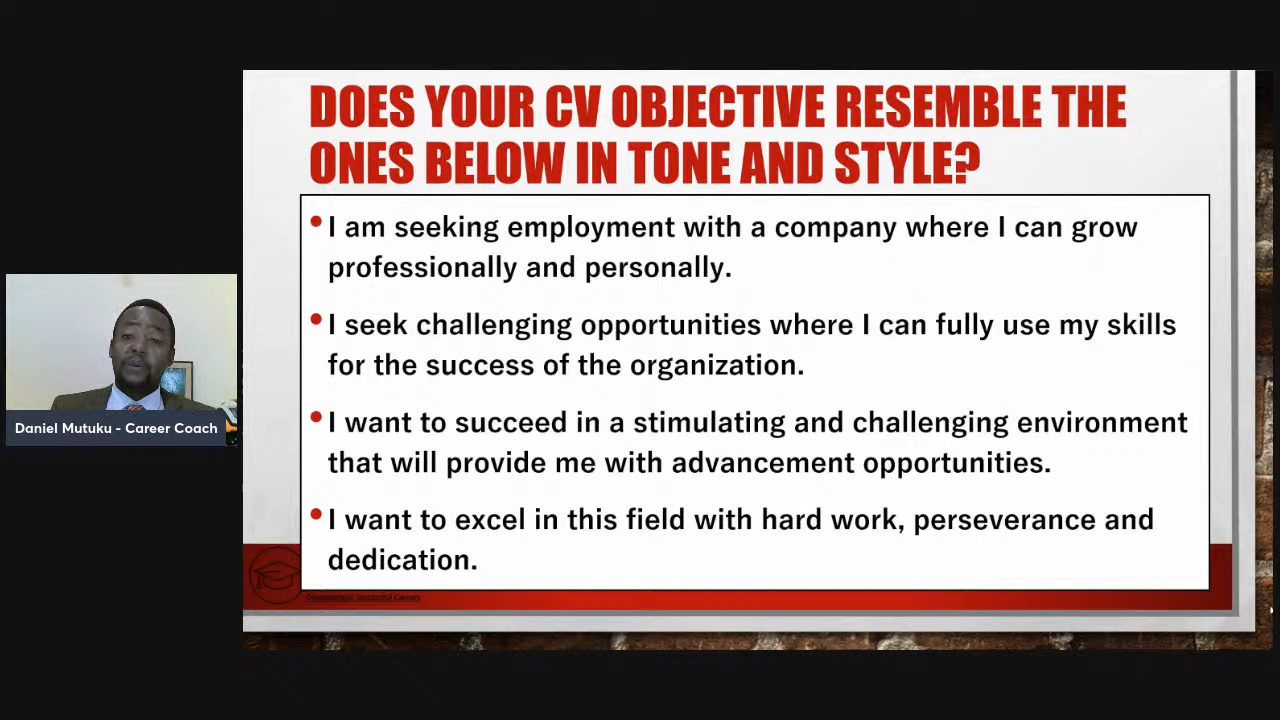 DOES YOUR CV OBJECTIVE RESEMBLE THE
ONES BELOW IN TONE AND STYLE?
• I am seeking employment with a company where I can grow
professionally and personally.
• I seek challenging opportunities where I can fully use my skills
for the success of the organization.
• I want to succeed in a stimulating and challenging environment
that will provide me with advancement opportunities.
• I want to excel in this field with hard work, perseverance and
dedication.
Successful Careers
Daniel Mutuku - Career Coach